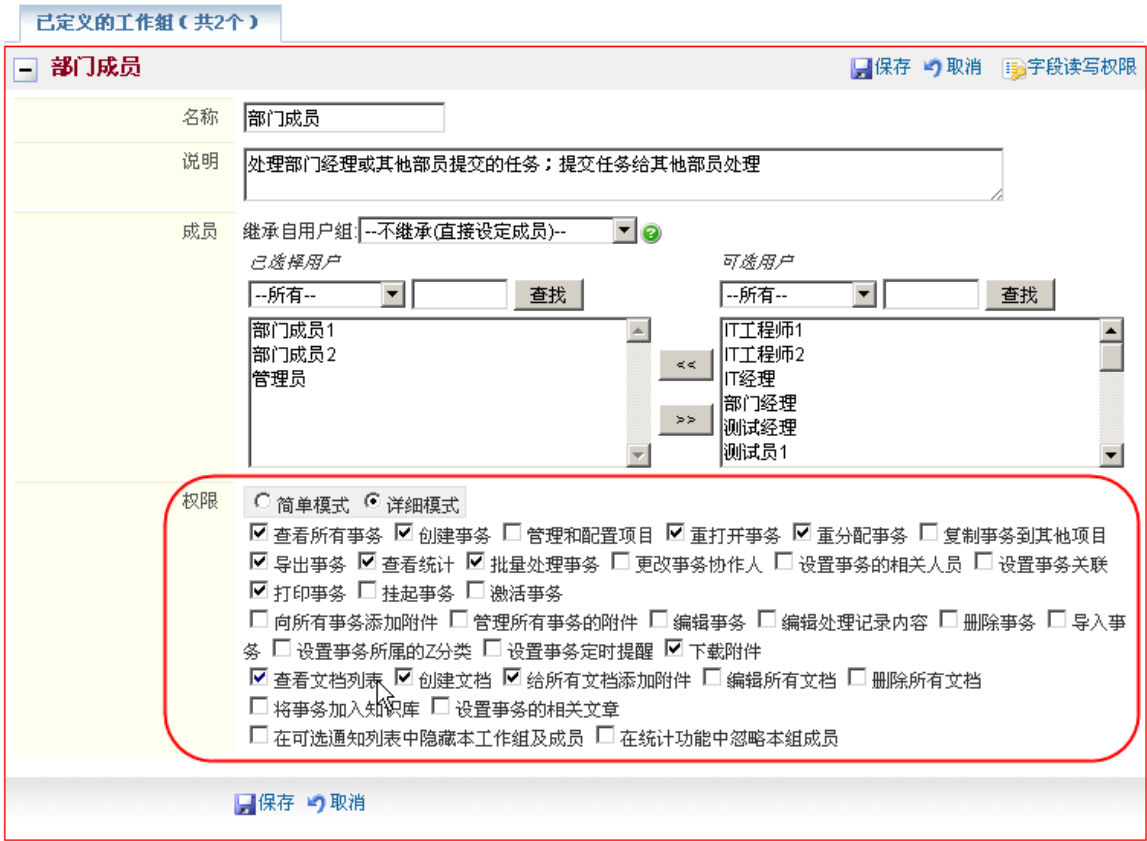 已定义的工作组（共2个）
部门成员 保存 取消 字段读写权限
名称 部门成员
说明 处理部门经理或其他部员提交的任务；提交任务给其他部员处理
成员 继承自用户组:--不继承(直接设定成员)--
已选择用户 可选用户
--所有-- 查找 --所有-- 查找
部门成员1 IT工程师1
部门成员2 IT工程师2
管理员 << IT经理
部门经理
>> 测试经理
测试员1
权限 简单模式 详细模式
查看所有事务 创建事务 管理和配置项目 重打开事务 重分配事务 复制事务到其他项目
导出事务 查看统计 批量处理事务 更改事务协作人 设置事务的相关人员 设置事务关联
打印事务 挂起事务 激活事务
向所有事务添加附件 管理所有事务的附件 编辑事务 编辑处理记录内容 删除事务 导入事
务 设置事务所属的Z分类 设置事务定时提醒 下载附件
查看文档列表 创建文档 给所有文档添加附件 编辑所有文档 删除所有文档
将事务加入知识库 设置事务的相关文章
在可选通知列表中隐藏本工作组及成员 在统计功能中忽略本组成员
保存 取消